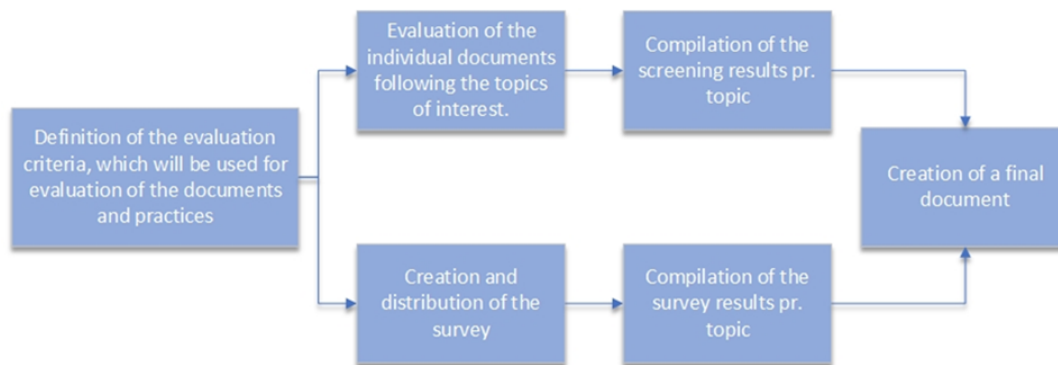 Definition of the evaluation
criteria, which will be used for
evaluation of the documents
and practices
Evaluation of the
individual documents
following the topics
of interest.
Compilation of the
screening results pr.
topic
Creation and
distribution of the
survey
Compilation of the
survey results pr.
topic
Creation of a final
document